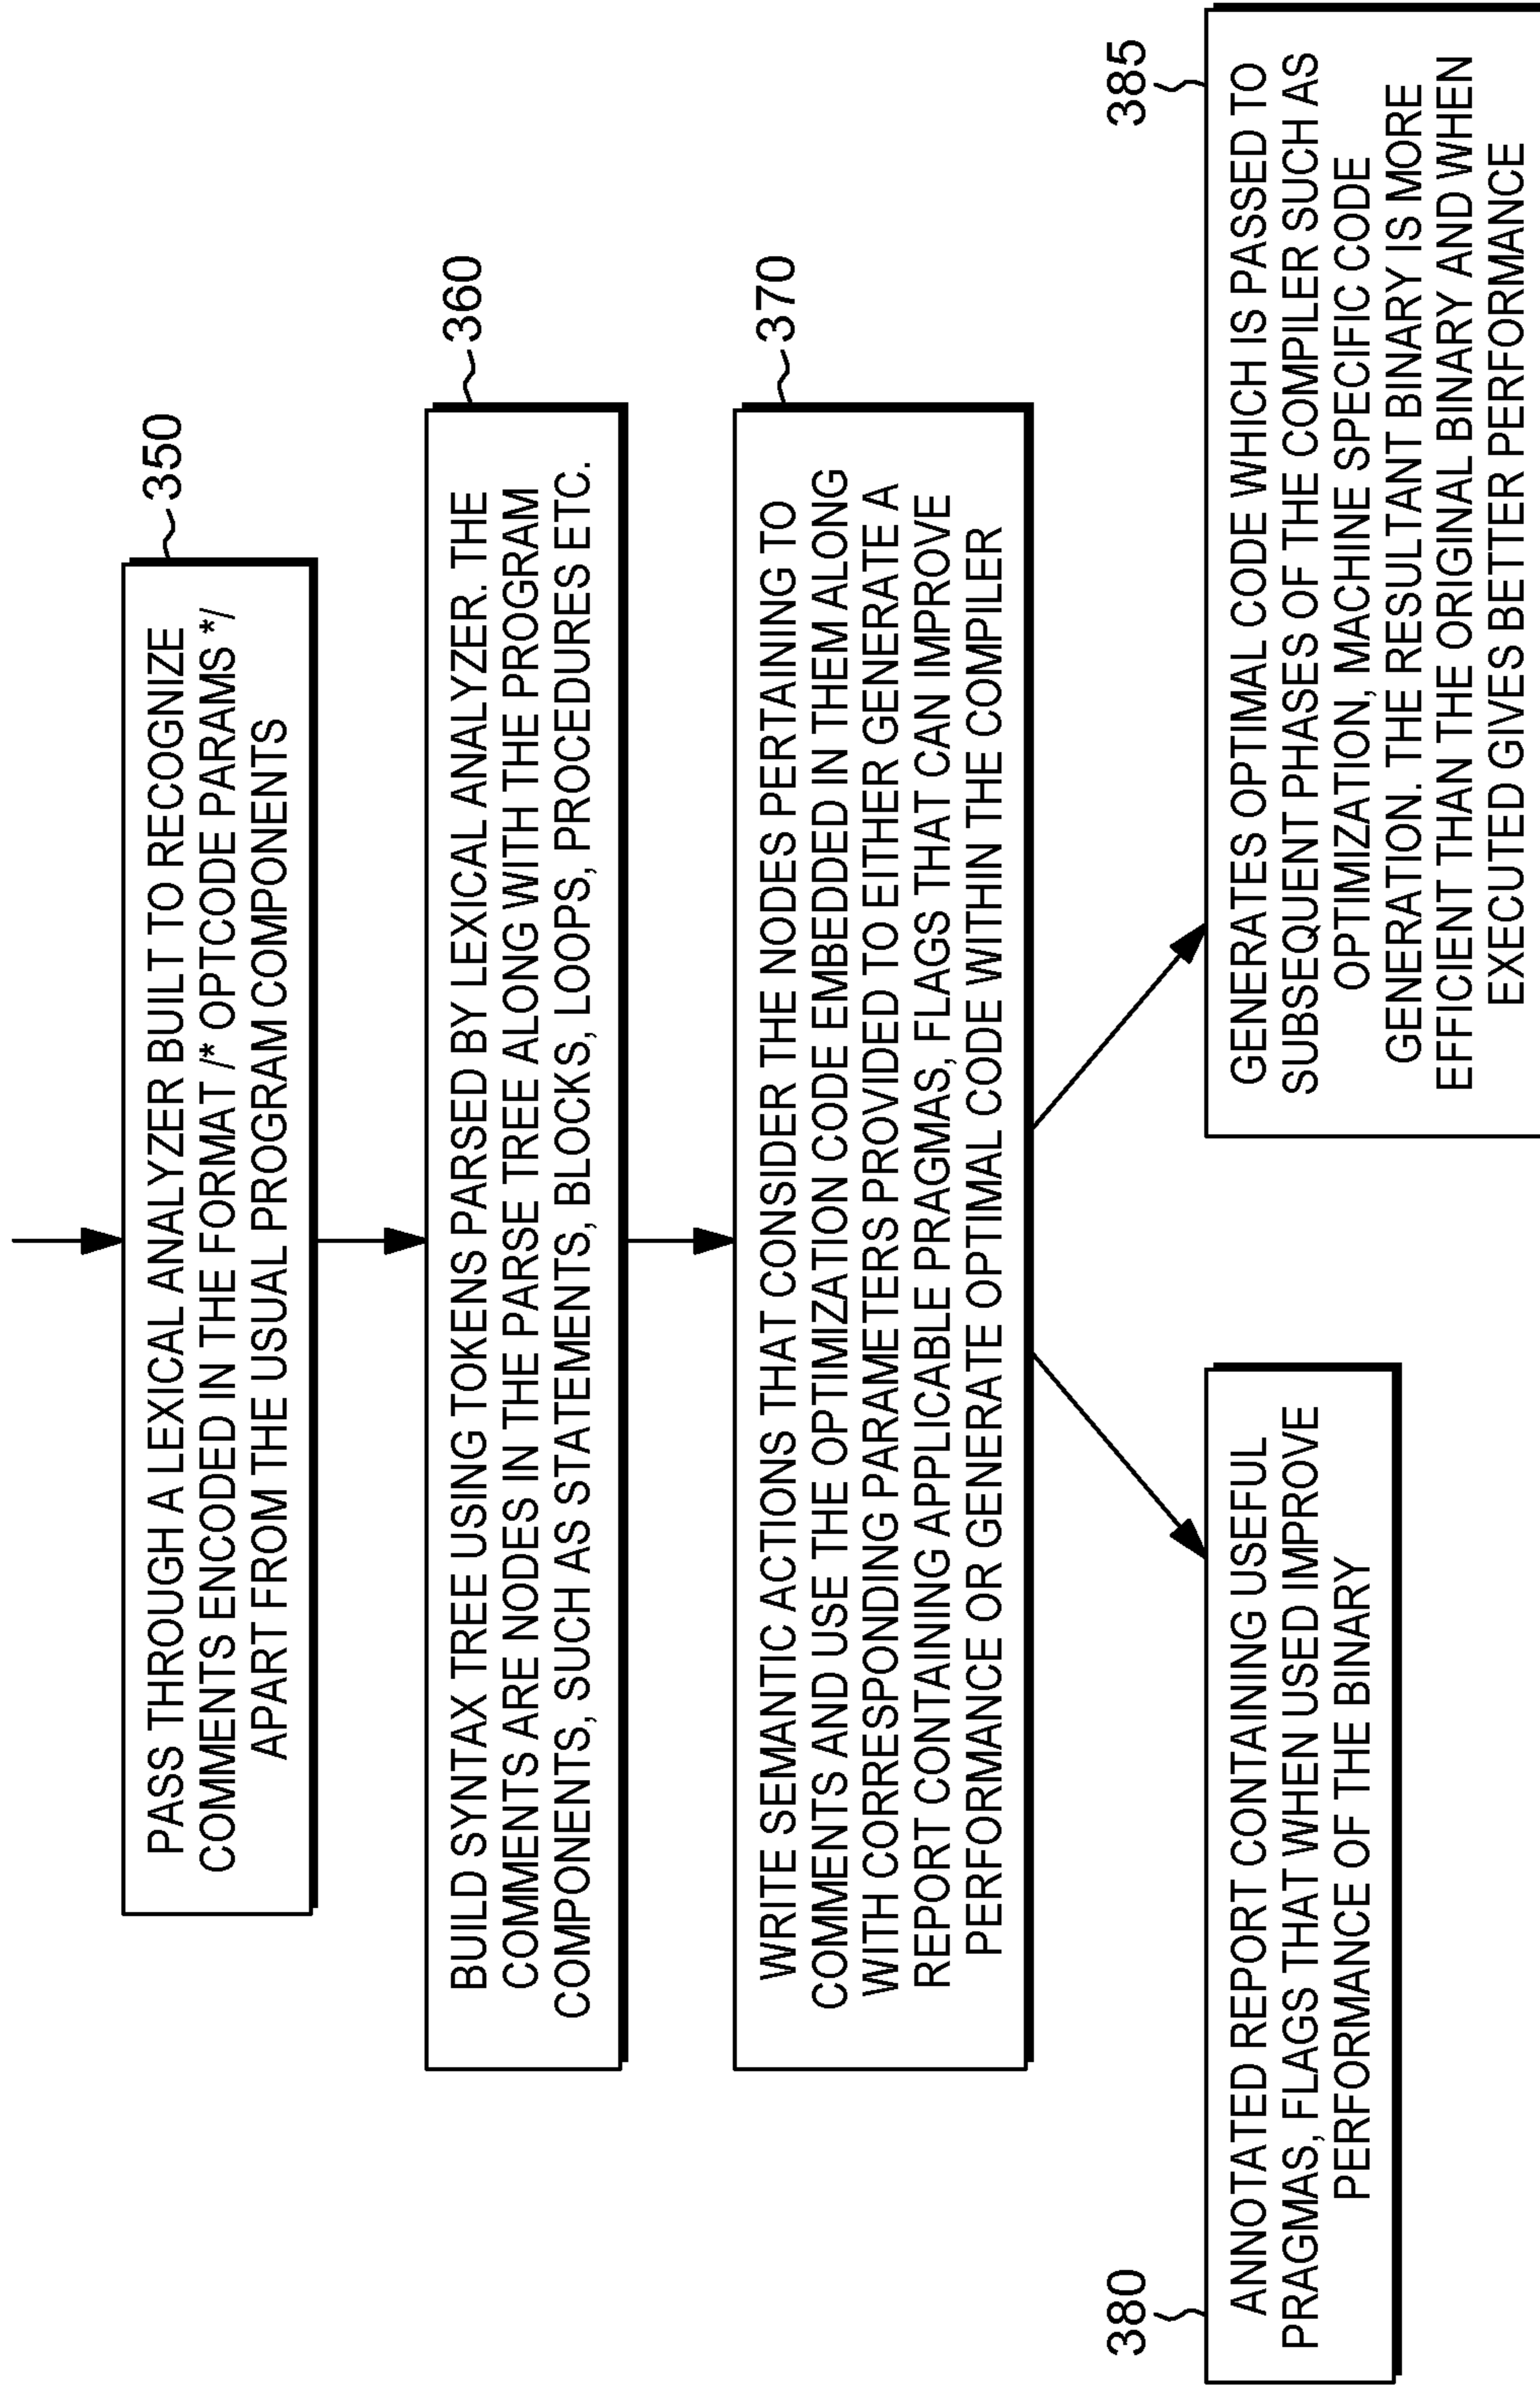 350
PASS THROUGH A LEXICAL ANALYZER BUILT TO RECOGNIZE
COMMENTS ENCODED IN THE FORMAT /* OPTCODE PARAMS */
APART FROM THE USUAL PROGRAM COMPONENTS
360
BUILD SYNTAX TREE USING TOKENS PARSED BY LEXICAL ANALYZER. THE
COMMENTS ARE NODES IN THE PARSE TREE ALONG WITH THE PROGRAM
COMPONENTS, SUCH AS STATEMENTS, BLOCKS, LOOPS, PROCEDURES ETC.
370
WRITE SEMANTIC ACTIONS THAT CONSIDER THE NODES PERTAINING TO
COMMENTS AND USE THE OPTIMIZATION CODE EMBEDDED IN THEM ALONG
WITH CORRESPONDING PARAMETERS PROVIDED TO EITHER GENERATE A
REPORT CONTAINING APPLICABLE PRAGMAS, FLAGS THAT CAN IMPROVE
PERFORMANCE OR GENERATE OPTIMAL CODE WITHIN THE COMPILER
380
ANNOTATED REPORT CONTAINING USEFUL
PRAGMAS, FLAGS THAT WHEN USED IMPROVE
PERFORMANCE OF THE BINARY
385
GENERATES OPTIMAL CODE WHICH IS PASSED TO
SUBSEQUENT PHASES OF THE COMPILER SUCH AS
OPTIMIZATION, MACHINE SPECIFIC CODE
GENERATION. THE RESULTANT BINARY IS MORE
EFFICIENT THAN THE ORIGINAL BINARY AND WHEN
EXECUTED GIVES BETTER PERFORMANCE